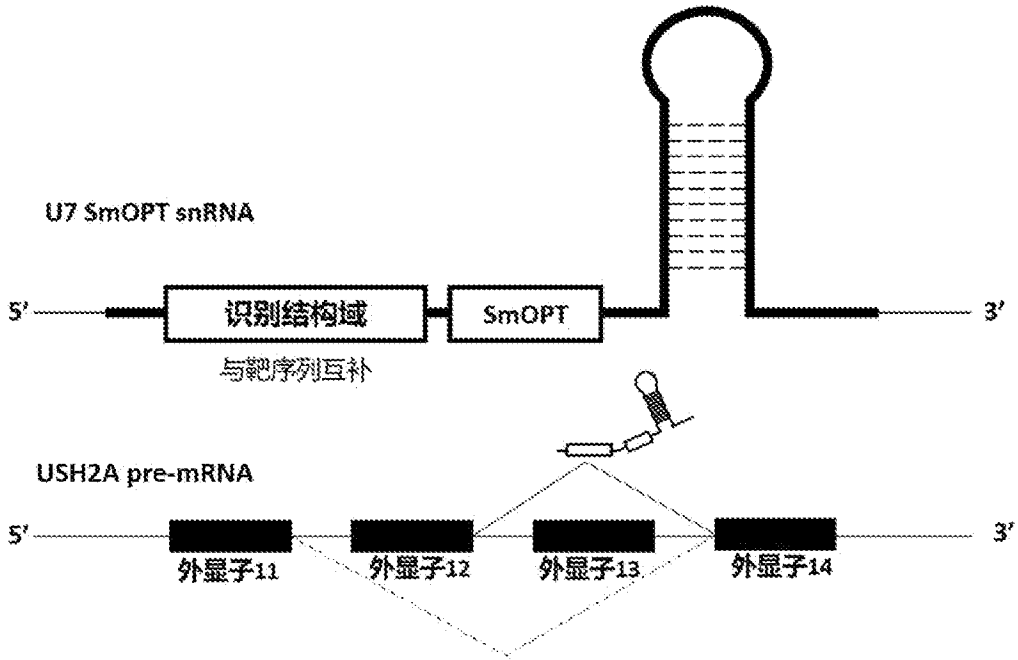 U7 SmOPT snRNA
5’ 识别结构域 SmOPT 3’
与靶序列互补
USH2A pre-mRNA
5’ 3’
外显子11 外显子12 外显子13 外显子14